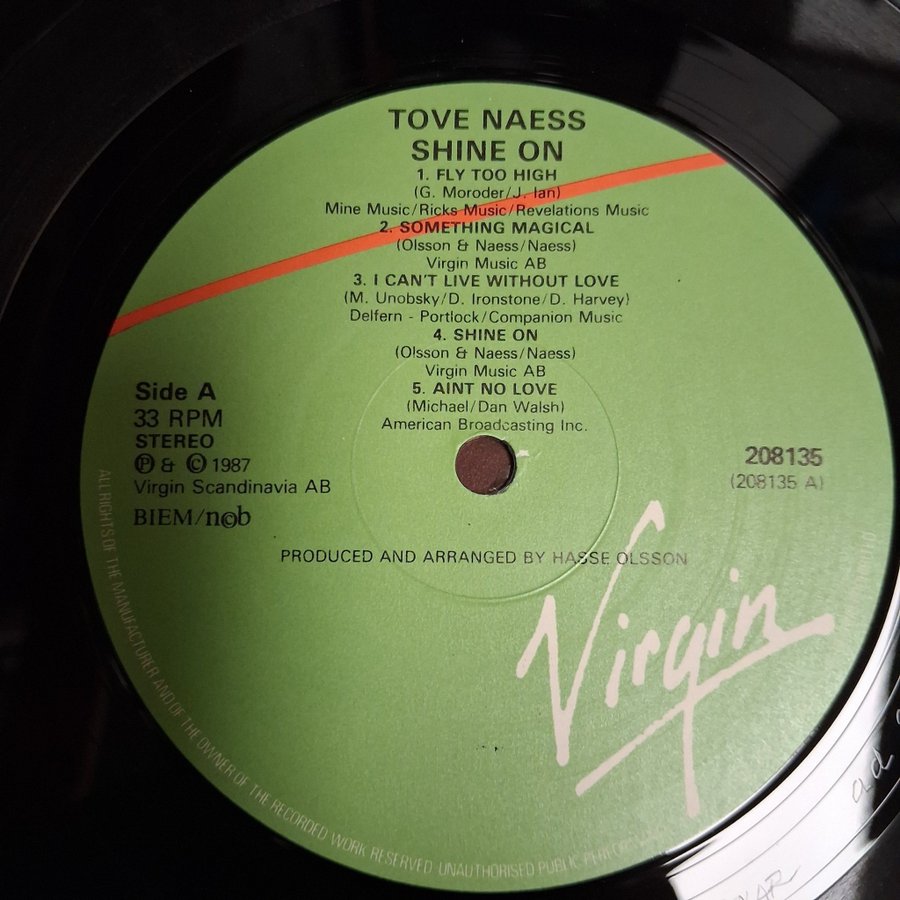 TOVE NAESS
SHINE ON
1. FLY TOO HIGH
(G. Moroder/J. Ian)
Mine Music/Ricks Music/Revelations Music
2. SOMETHING MAGICAL
(Olsson & Naess/Naess)
Virgin Music AB
3. I CAN'T LIVE WITHOUT LOVE
(M. Unobsky/D. Ironstone/D. Harvey)
Delfern - Portlock/Companion Music
4. SHINE ON
(Olsson & Naess/Naess)
Virgin Music AB
5. AINT NO LOVE
(Michael/Dan Walsh)
American Broadcasting Inc.
Side A
33 RPM
STEREO
Ⓟ & © 1987
Virgin Scandinavia AB
BIEM/n©b
208135
(208135 A)
PRODUCED AND ARRANGED BY HASSE OLSSON
Virgin
ALL RIGHTS OF THE MANUFACTURER AND OF THE OWNER OF THE RECORDED WORK RESERVED UNAUTHORISED PUBLIC